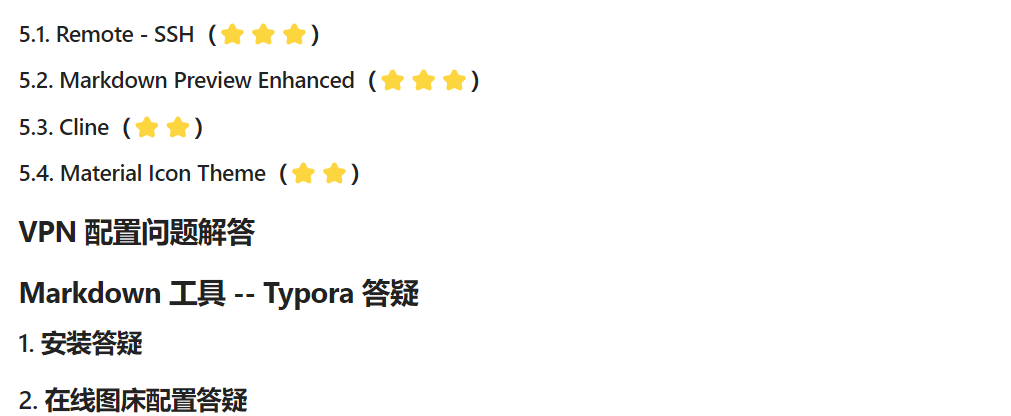 5.1. Remote - SSH（⭐⭐⭐）
5.2. Markdown Preview Enhanced（⭐⭐⭐）
5.3. Cline（⭐⭐）
5.4. Material Icon Theme（⭐⭐）
VPN 配置问题解答
Markdown 工具 -- Typora 答疑
1. 安装答疑
2. 在线图床配置答疑